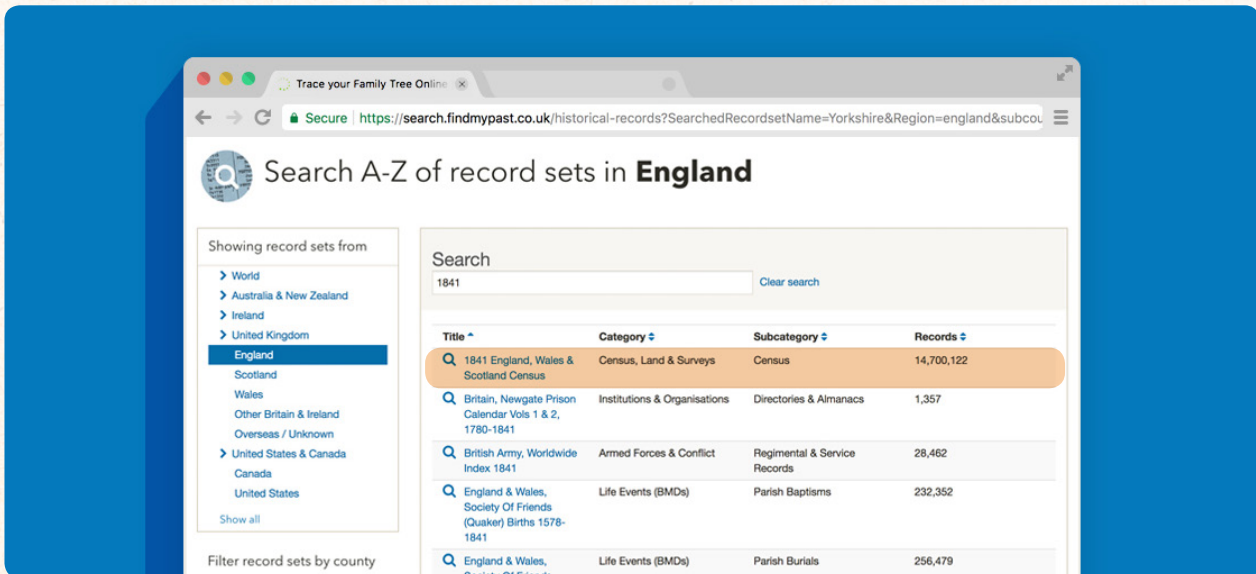 Trace your Family Tree Online
Secure | https://search.findmypast.co.uk/historical-records?SearchedRecordsetName=Yorkshire&Region=england&subcou
Search A-Z of record sets in England
Showing record sets from
World
Australia & New Zealand
Ireland
United Kingdom
England
Scotland
Wales
Other Britain & Ireland
Overseas / Unknown
United States & Canada
Canada
United States
Show all
Filter record sets by county
Search
1841
Clear search
Title Category Subcategory Records
1841 England, Wales & Census, Land & Surveys Census 14,700,122
Scotland Census
Britain, Newgate Prison Institutions & Organisations Directories & Almanacs 1,357
Calendar Vols 1 & 2,
1780-1841
British Army, Worldwide Armed Forces & Conflict Regimental & Service 28,462
Index 1841 Records
England & Wales, Life Events (BMDs) Parish Baptisms 232,352
Society Of Friends
(Quaker) Births 1578-
1841
England & Wales, Life Events (BMDs) Parish Burials 256,479